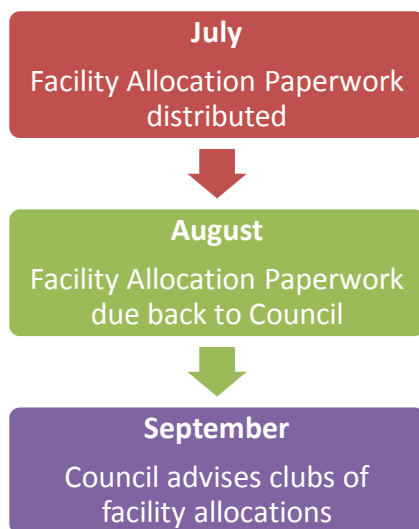 July
Facility Allocation Paperwork
distributed
August
Facility Allocation Paperwork
due back to Council
September
Council advises clubs of
facility allocations